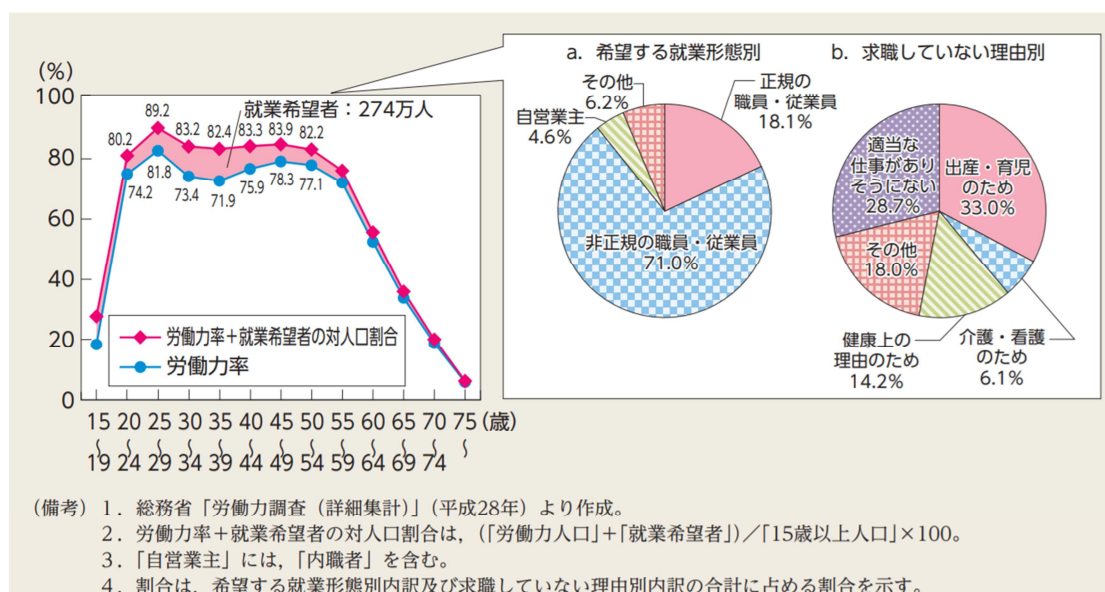 a. 希望する就業形態別
b. 求職していない理由別
(%)
100
80
60
40
20
0
就業希望者：274万人
80.2
89.2
83.2
82.4
83.3
83.9
82.2
74.2
81.8
73.4
71.9
75.9
78.3
77.1
労働力率＋就業希望者の対人口割合
労働力率
15 20 25 30 35 40 45 50 55 60 65 70 75 (歳)
〜 〜 〜 〜 〜 〜 〜 〜 〜 〜 〜 〜 〜
19 24 29 34 39 44 49 54 59 64 69 74
その他
6.2%
自営業主
4.6%
正規の
職員・従業員
18.1%
非正規の職員・従業員
71.0%
適当な
仕事があり
そうにない
28.7%
出産・育児
のため
33.0%
その他
18.0%
健康上の
理由のため
14.2%
介護・看護
のため
6.1%
（備考）1．総務省「労働力調査（詳細集計）」（平成28年）より作成。
2．労働力率＋就業希望者の対人口割合は，（「労働力人口」＋「就業希望者」）／「15歳以上人口」×100。
3．「自営業主」には，「内職者」を含む。
4．割合は，希望する就業形態別内訳及び求職していない理由別内訳の合計に占める割合を示す。